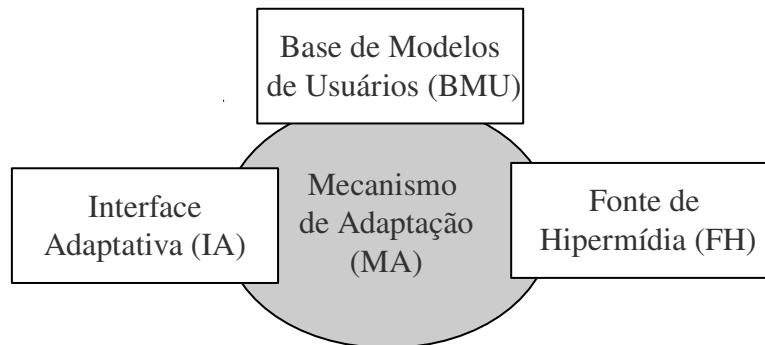 Base de Modelos
de Usuários (BMU)
Interface
Adaptativa (IA)
Mecanismo
de Adaptação
(MA)
Fonte de
Hipermídia (FH)